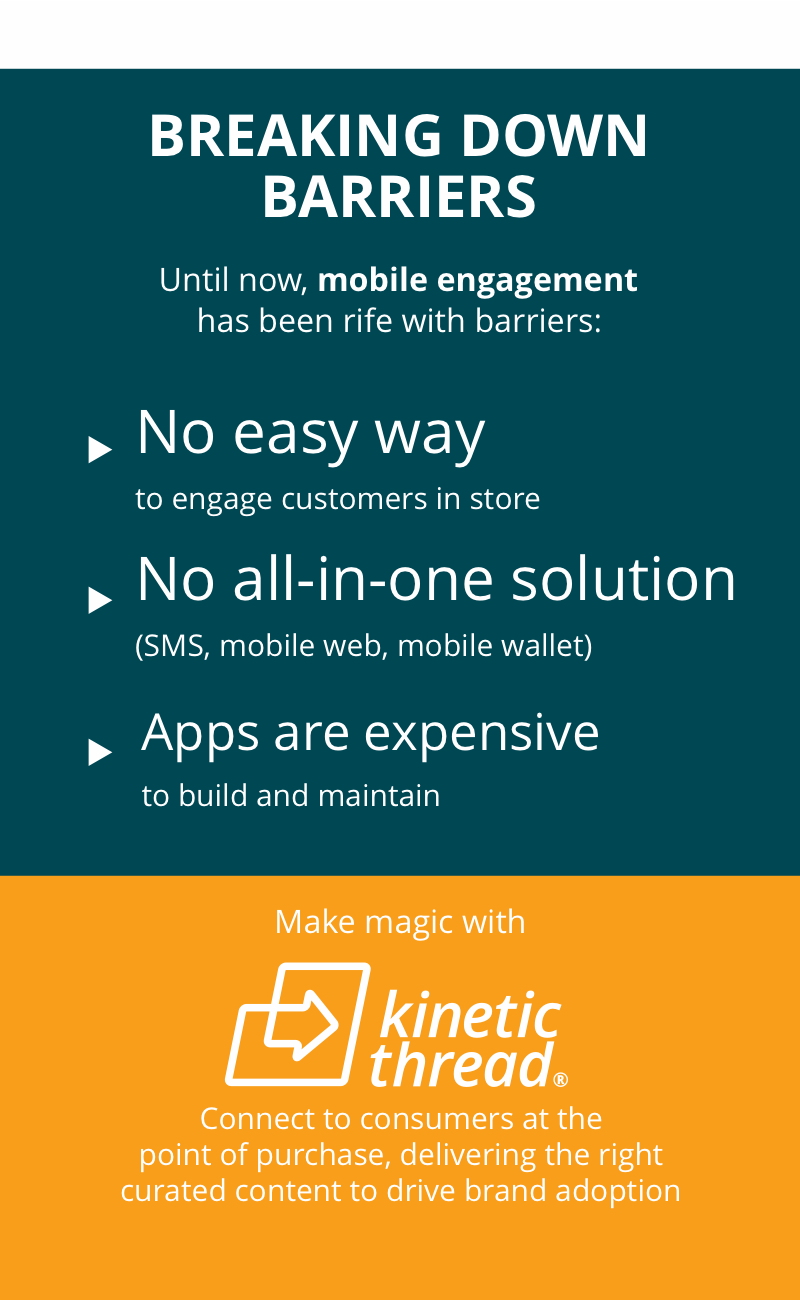 BREAKING DOWN
BARRIERS
Until now, mobile engagement
has been rife with barriers:
No easy way
to engage customers in store
No all-in-one solution
(SMS, mobile web, mobile wallet)
Apps are expensive
to build and maintain
Make magic with
kinetic
thread®
Connect to consumers at the
point of purchase, delivering the right
curated content to drive brand adoption